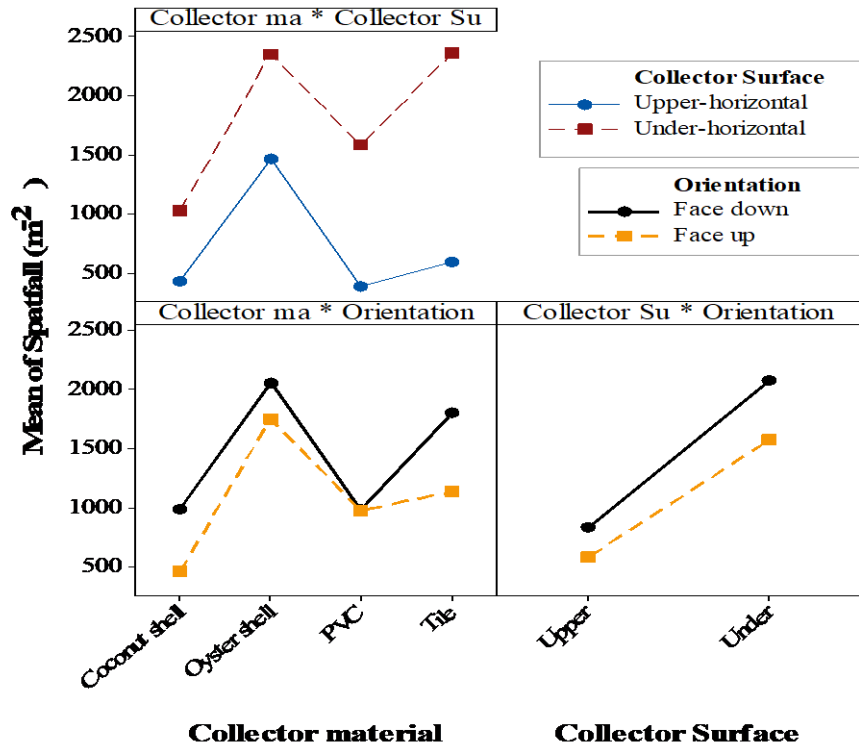 Collector ma * Collector Su
2500
2000
1500
1000
500
Collector Surface
Upper-horizontal
Under-horizontal
Orientation
Face down
Face up
Mean of Spatfall (m⁻²)
Collector ma * Orientation
Collector Su * Orientation
2500
2000
1500
1000
500
Coconut shell
Oyster shell
PVC
Tile
Upper
Under
Collector material
Collector Surface